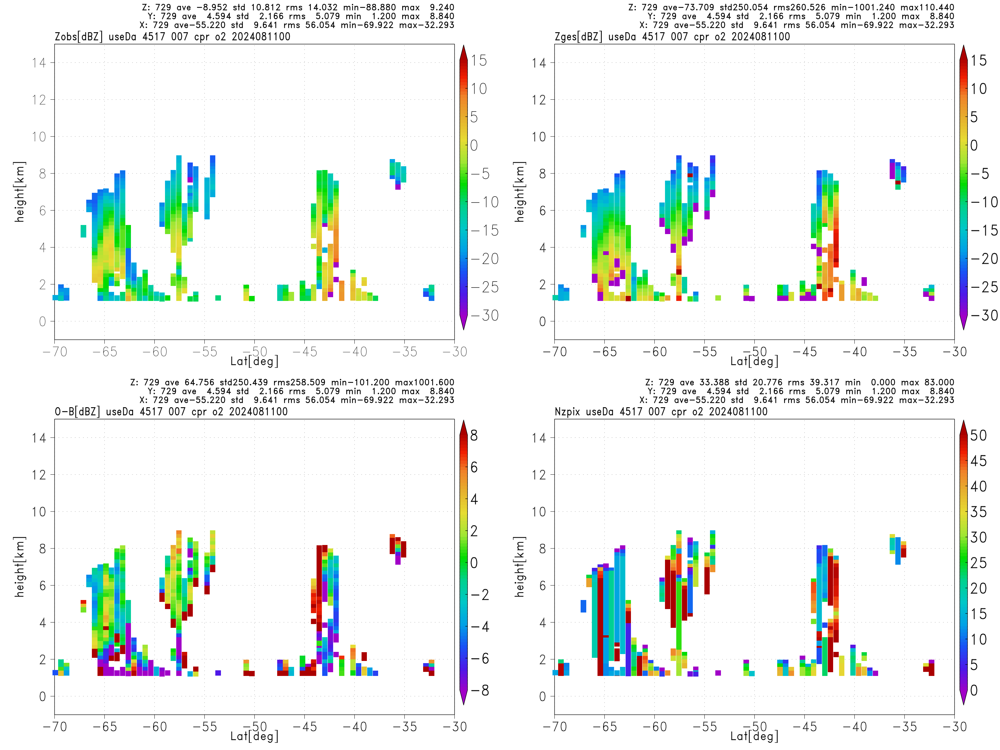 Z: 729 ave -8.952 std 10.812 rms 14.032 min-88.880 max 9.240
Y: 729 ave 4.594 std 2.166 rms 5.079 min 1.200 max 8.840
X: 729 ave-55.220 std 9.641 rms 56.054 min-69.922 max-32.293
Zobs[dBZ] useDa 4517 007 cpr o2 2024081100
14
12
10
8
6
4
2
0
height[km]
-70 -65 -60 -55 -50 -45 -40 -35 -30
Lat[deg]
15
10
5
0
-5
-10
-15
-20
-25
-30
Z: 729 ave-73.709 std250.054 rms260.526 min-1001.240 max110.440
Y: 729 ave 4.594 std 2.166 rms 5.079 min 1.200 max 8.840
X: 729 ave-55.220 std 9.641 rms 56.054 min-69.922 max-32.293
Zges[dBZ] useDa 4517 007 cpr o2 2024081100
14
12
10
8
6
4
2
0
height[km]
-70 -65 -60 -55 -50 -45 -40 -35 -30
Lat[deg]
15
10
5
0
-5
-10
-15
-20
-25
-30
Z: 729 ave 64.756 std250.439 rms258.509 min-101.200 max1001.600
Y: 729 ave 4.594 std 2.166 rms 5.079 min 1.200 max 8.840
X: 729 ave-55.220 std 9.641 rms 56.054 min-69.922 max-32.293
O-B[dBZ] useDa 4517 007 cpr o2 2024081100
14
12
10
8
6
4
2
0
height[km]
-70 -65 -60 -55 -50 -45 -40 -35 -30
Lat[deg]
8
6
4
2
0
-2
-4
-6
-8
Z: 729 ave 33.388 std 20.776 rms 39.317 min 0.000 max 83.000
Y: 729 ave 4.594 std 2.166 rms 5.079 min 1.200 max 8.840
X: 729 ave-55.220 std 9.641 rms 56.054 min-69.922 max-32.293
Nzpix useDa 4517 007 cpr o2 2024081100
14
12
10
8
6
4
2
0
height[km]
-70 -65 -60 -55 -50 -45 -40 -35 -30
Lat[deg]
50
45
40
35
30
25
20
15
10
5
0